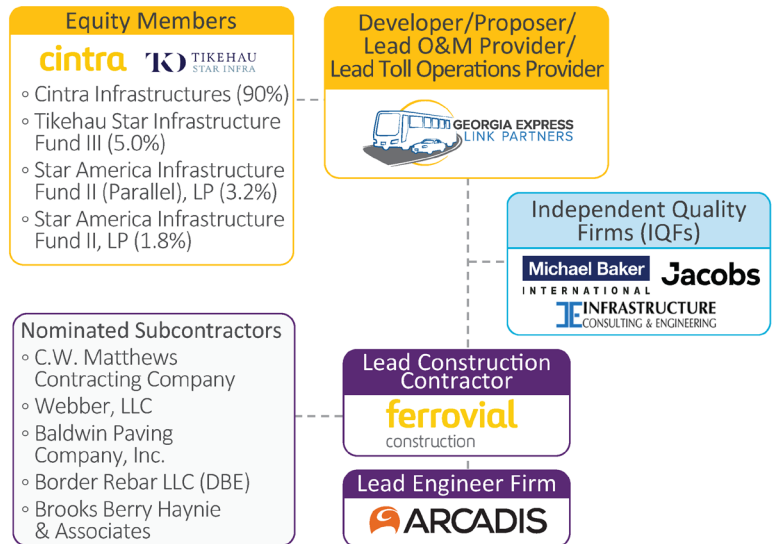 Equity Members
cintra
TKO TIKEHAU
STAR INFRA
◦ Cintra Infrastructures (90%)
◦ Tikehau Star Infrastructure
Fund III (5.0%)
◦ Star America Infrastructure
Fund II (Parallel), LP (3.2%)
◦ Star America Infrastructure
Fund II, LP (1.8%)
Developer/Proposer/
Lead O&M Provider/
Lead Toll Operations Provider
GEORGIA EXPRESS
LINK PARTNERS
Independent Quality
Firms (IQFs)
Michael Baker
INTERNATIONAL
Jacobs
INFRASTRUCTURE
CONSULTING & ENGINEERING
Nominated Subcontractors
◦ C.W. Matthews
Contracting Company
◦ Webber, LLC
◦ Baldwin Paving
Company, Inc.
◦ Border Rebar LLC (DBE)
◦ Brooks Berry Haynie
& Associates
Lead Construction
Contractor
ferrovial
construction
Lead Engineer Firm
ARCADIS